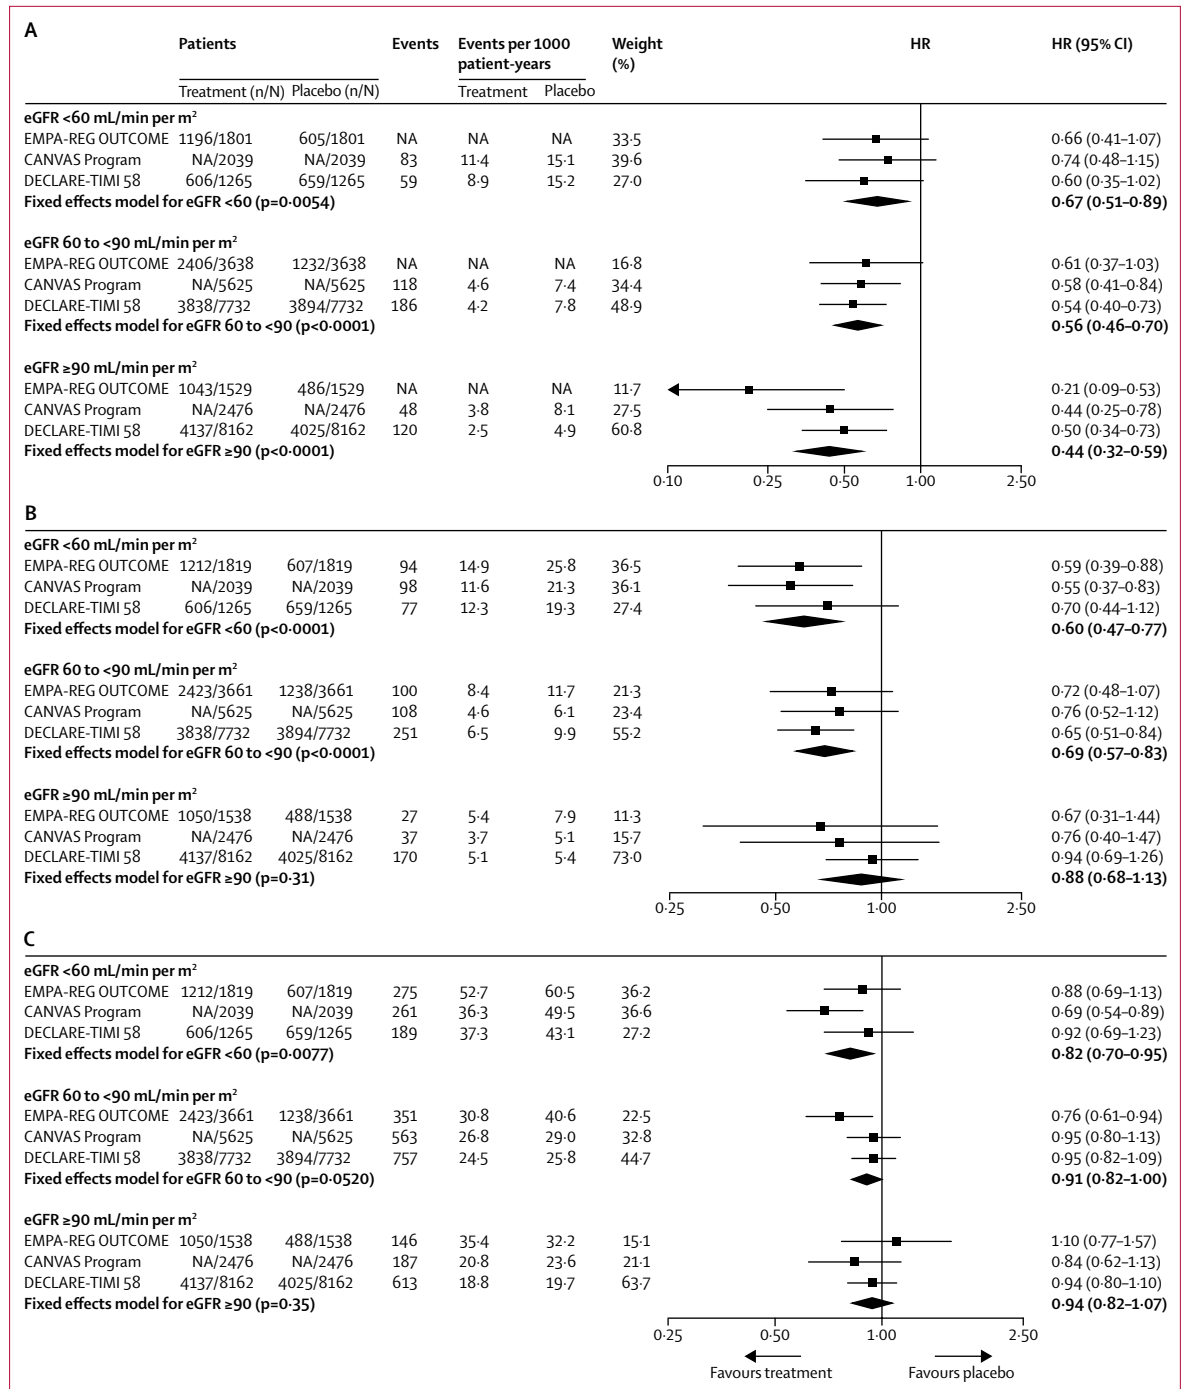 A
Patients Events Events per 1000 patient-years Weight (%) HR HR (95% CI)
Treatment (n/N) Placebo (n/N) Treatment Placebo
eGFR <60 mL/min per m²
EMPA-REG OUTCOME 1196/1801 605/1801 NA NA NA 33·5 0·66 (0·41–1·07)
CANVAS Program NA/2039 NA/2039 83 11·4 15·1 39·6 0·74 (0·48–1·15)
DECLARE-TIMI 58 606/1265 659/1265 59 8·9 15·2 27·0 0·60 (0·35–1·02)
Fixed effects model for eGFR <60 (p=0·0054) 0·67 (0·51–0·89)
eGFR 60 to <90 mL/min per m²
EMPA-REG OUTCOME 2406/3638 1232/3638 NA NA NA 16·8 0·61 (0·37–1·03)
CANVAS Program NA/5625 NA/5625 118 4·6 7·4 34·4 0·58 (0·41–0·84)
DECLARE-TIMI 58 3838/7732 3894/7732 186 4·2 7·8 48·9 0·54 (0·40–0·73)
Fixed effects model for eGFR 60 to <90 (p<0·0001) 0·56 (0·46–0·70)
eGFR ≥90 mL/min per m²
EMPA-REG OUTCOME 1043/1529 486/1529 NA NA NA 11·7 0·21 (0·09–0·53)
CANVAS Program NA/2476 NA/2476 48 3·8 8·1 27·5 0·44 (0·25–0·78)
DECLARE-TIMI 58 4137/8162 4025/8162 120 2·5 4·9 60·8 0·50 (0·34–0·73)
Fixed effects model for eGFR ≥90 (p<0·0001) 0·44 (0·32–0·59)
0·10 0·25 0·50 1·00 2·50
B
eGFR <60 mL/min per m²
EMPA-REG OUTCOME 1212/1819 607/1819 94 14·9 25·8 36·5 0·59 (0·39–0·88)
CANVAS Program NA/2039 NA/2039 98 11·6 21·3 36·1 0·55 (0·37–0·83)
DECLARE-TIMI 58 606/1265 659/1265 77 12·3 19·3 27·4 0·70 (0·44–1·12)
Fixed effects model for eGFR <60 (p<0·0001) 0·60 (0·47–0·77)
eGFR 60 to <90 mL/min per m²
EMPA-REG OUTCOME 2423/3661 1238/3661 100 8·4 11·7 21·3 0·72 (0·48–1·07)
CANVAS Program NA/5625 NA/5625 108 4·6 6·1 23·4 0·76 (0·52–1·12)
DECLARE-TIMI 58 3838/7732 3894/7732 251 6·5 9·9 55·2 0·65 (0·51–0·84)
Fixed effects model for eGFR 60 to <90 (p<0·0001) 0·69 (0·57–0·83)
eGFR ≥90 mL/min per m²
EMPA-REG OUTCOME 1050/1538 488/1538 27 5·4 7·9 11·3 0·67 (0·31–1·44)
CANVAS Program NA/2476 NA/2476 37 3·7 5·1 15·7 0·76 (0·40–1·47)
DECLARE-TIMI 58 4137/8162 4025/8162 170 5·1 5·4 73·0 0·94 (0·69–1·26)
Fixed effects model for eGFR ≥90 (p=0·31) 0·88 (0·68–1·13)
0·25 0·50 1·00 2·50
C
eGFR <60 mL/min per m²
EMPA-REG OUTCOME 1212/1819 607/1819 275 52·7 60·5 36·2 0·88 (0·69–1·13)
CANVAS Program NA/2039 NA/2039 261 36·3 49·5 36·6 0·69 (0·54–0·89)
DECLARE-TIMI 58 606/1265 659/1265 189 37·3 43·1 27·2 0·92 (0·69–1·23)
Fixed effects model for eGFR <60 (p=0·0077) 0·82 (0·70–0·95)
eGFR 60 to <90 mL/min per m²
EMPA-REG OUTCOME 2423/3661 1238/3661 351 30·8 40·6 22·5 0·76 (0·61–0·94)
CANVAS Program NA/5625 NA/5625 563 26·8 29·0 32·8 0·95 (0·80–1·13)
DECLARE-TIMI 58 3838/7732 3894/7732 757 24·5 25·8 44·7 0·95 (0·82–1·09)
Fixed effects model for eGFR 60 to <90 (p=0·0520) 0·91 (0·82–1·00)
eGFR ≥90 mL/min per m²
EMPA-REG OUTCOME 1050/1538 488/1538 146 35·4 32·2 15·1 1·10 (0·77–1·57)
CANVAS Program NA/2476 NA/2476 187 20·8 23·6 21·1 0·84 (0·62–1·13)
DECLARE-TIMI 58 4137/8162 4025/8162 613 18·8 19·7 63·7 0·94 (0·80–1·10)
Fixed effects model for eGFR ≥90 (p=0·35) 0·94 (0·82–1·07)
0·25 0·50 1·00 2·50
Favours treatment Favours placebo